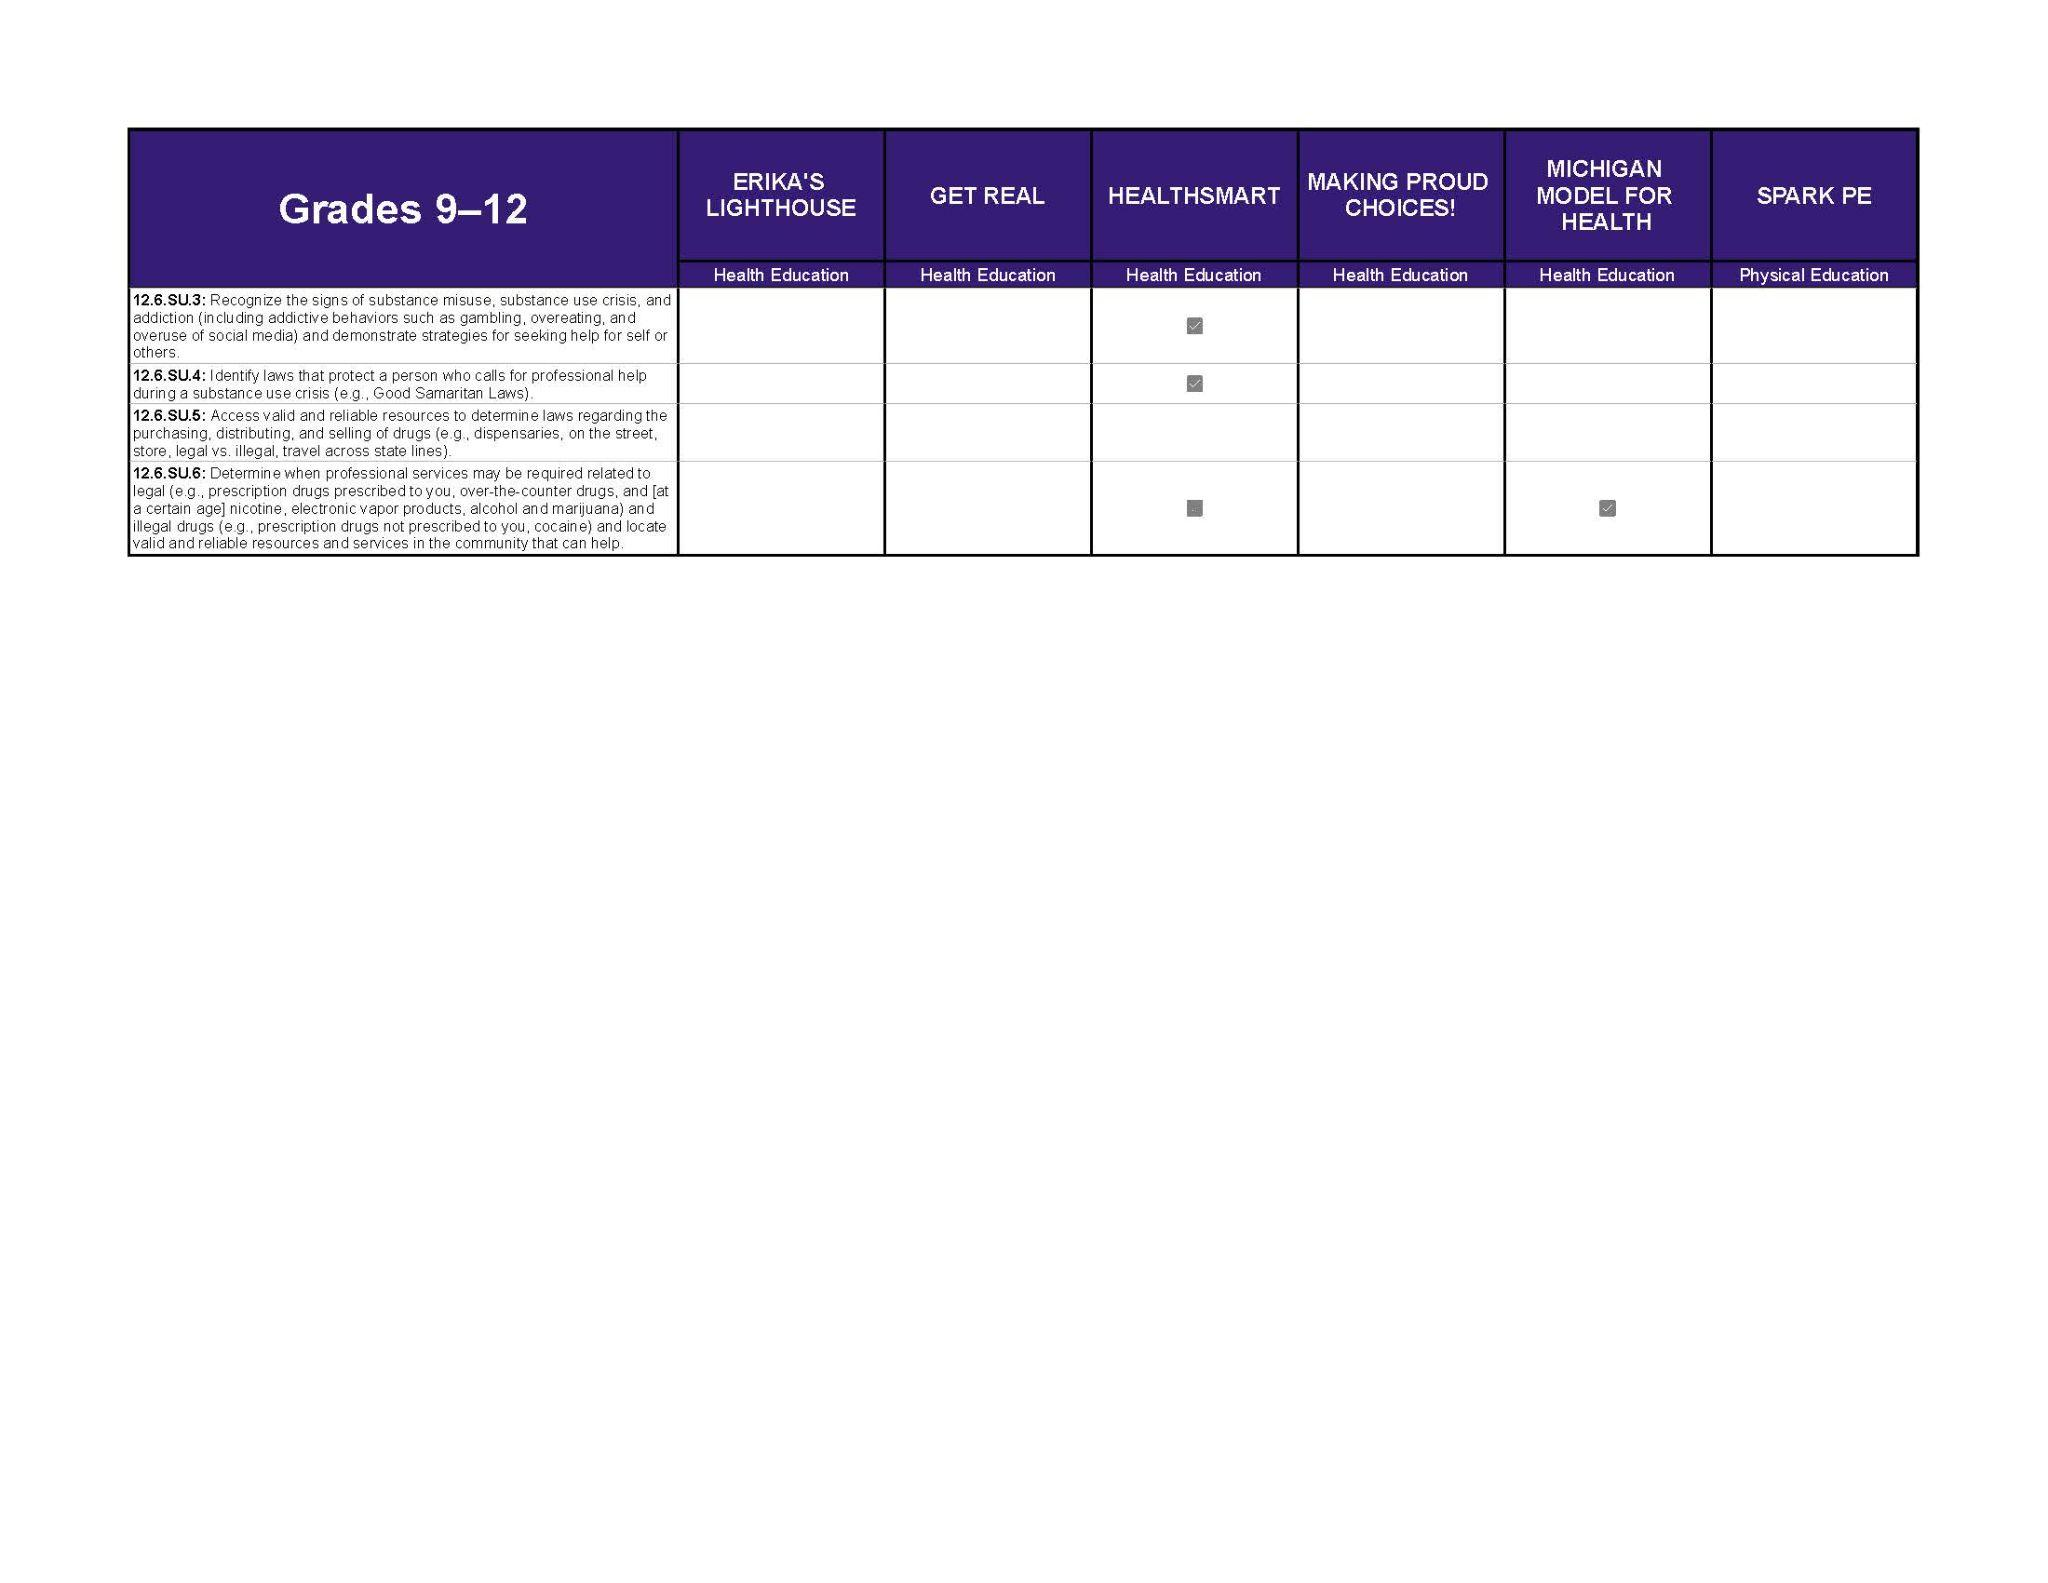 Grades 9–12
ERIKA'S
LIGHTHOUSE
GET REAL
HEALTHSMART
MAKING PROUD
CHOICES!
MICHIGAN
MODEL FOR
HEALTH
SPARK PE
Health Education
Health Education
Health Education
Health Education
Health Education
Physical Education
12.6.SU.3: Recognize the signs of substance misuse, substance use crisis, and
addiction (including addictive behaviors such as gambling, overeating, and
overuse of social media) and demonstrate strategies for seeking help for self or
others.
12.6.SU.4: Identify laws that protect a person who calls for professional help
during a substance use crisis (e.g., Good Samaritan Laws).
12.6.SU.5: Access valid and reliable resources to determine laws regarding the
purchasing, distributing, and selling of drugs (e.g., dispensaries, on the street,
store, legal vs. illegal, travel across state lines).
12.6.SU.6: Determine when professional services may be required related to
legal (e.g., prescription drugs prescribed to you, over-the-counter drugs, and [at
a certain age] nicotine, electronic vapor products, alcohol and marijuana) and
illegal drugs (e.g., prescription drugs not prescribed to you, cocaine) and locate
valid and reliable resources and services in the community that can help.